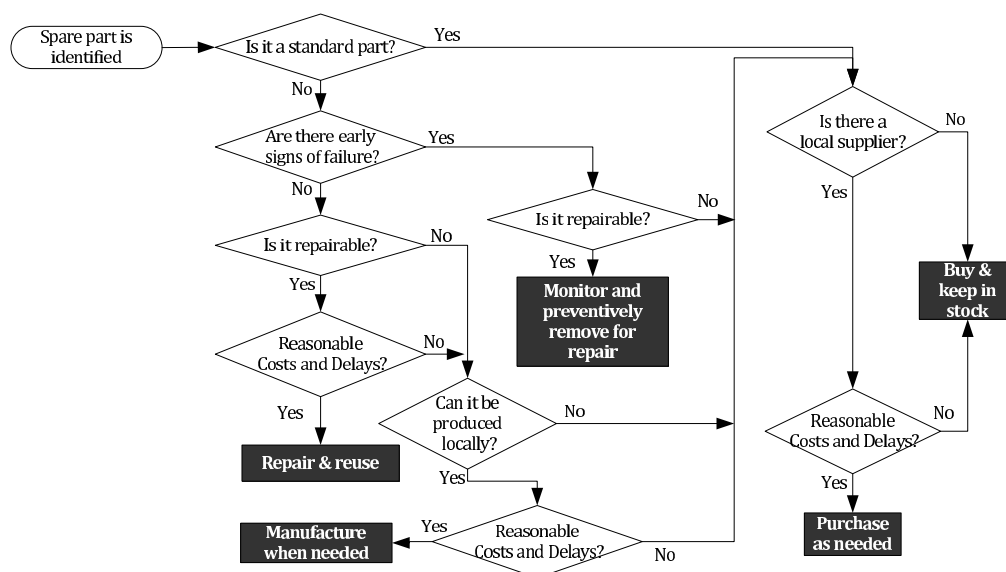 Spare part is
identified
Is it a standard part?
Yes
No
Are there early
signs of failure?
Yes
No
Is there a
local supplier?
No
Yes
Is it repairable?
No
Yes
Is it repairable?
No
Yes
Monitor and
preventively
remove for
repair
Buy &
keep in
stock
Reasonable
Costs and Delays?
No
Yes
Can it be
produced
locally?
No
Yes
Reasonable
Costs and Delays?
No
Yes
Repair & reuse
Manufacture
when needed
Yes
Reasonable
Costs and Delays?
No
Purchase
as needed